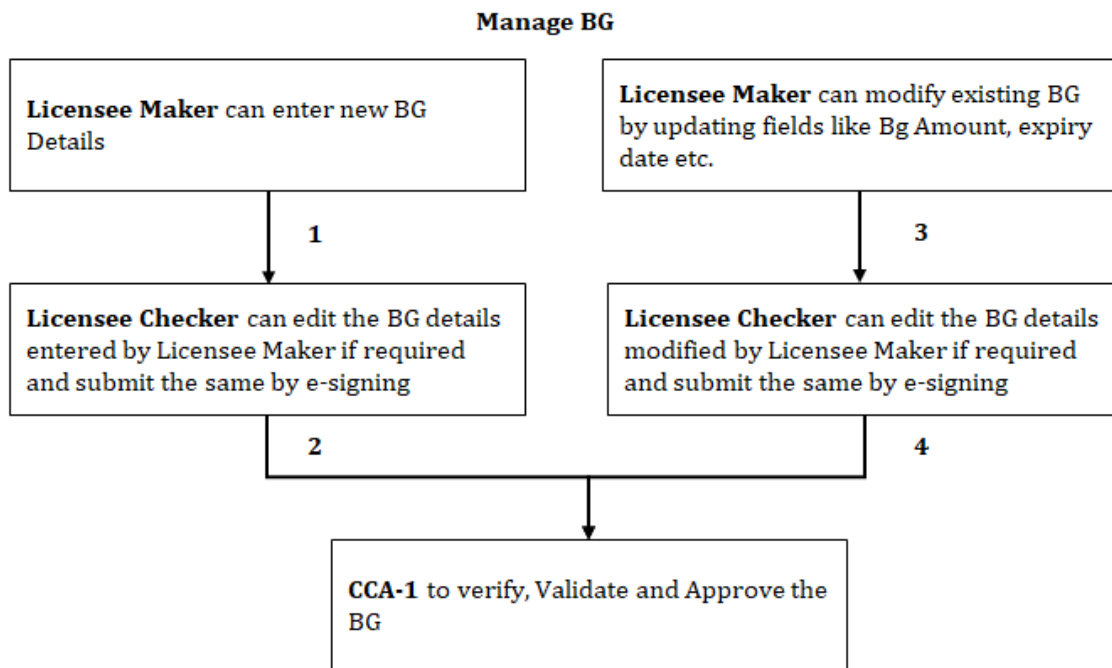 Manage BG
Licensee Maker can enter new BG
Details
Licensee Maker can modify existing BG
by updating fields like Bg Amount, expiry
date etc.
1
3
Licensee Checker can edit the BG details
entered by Licensee Maker if required
and submit the same by e-signing
Licensee Checker can edit the BG details
modified by Licensee Maker if required
and submit the same by e-signing
2
4
CCA-1 to verify, Validate and Approve the
BG